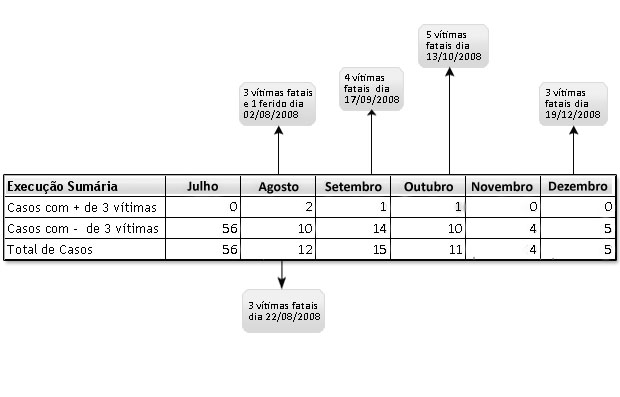 5 vítimas
fatais dia
13/10/2008
4 vítimas
fatais dia
17/09/2008
3 vítimas fatais
e 1 ferido dia
02/08/2008
3 vítimas
fatais dia
19/12/2008
Execução Sumária Julho Agosto Setembro Outubro Novembro Dezembro
Casos com + de 3 vítimas 0 2 1 1 0 0
Casos com - de 3 vítimas 56 10 14 10 4 5
Total de Casos 56 12 15 11 4 5
3 vítimas fatais
dia 22/08/2008